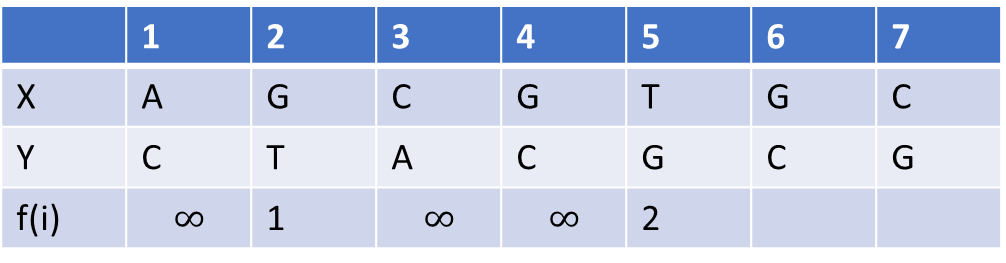 1 2 3 4 5 6 7
X A G C G T G C
Y C T A C G C G
f(i) ∞ 1 ∞ ∞ 2